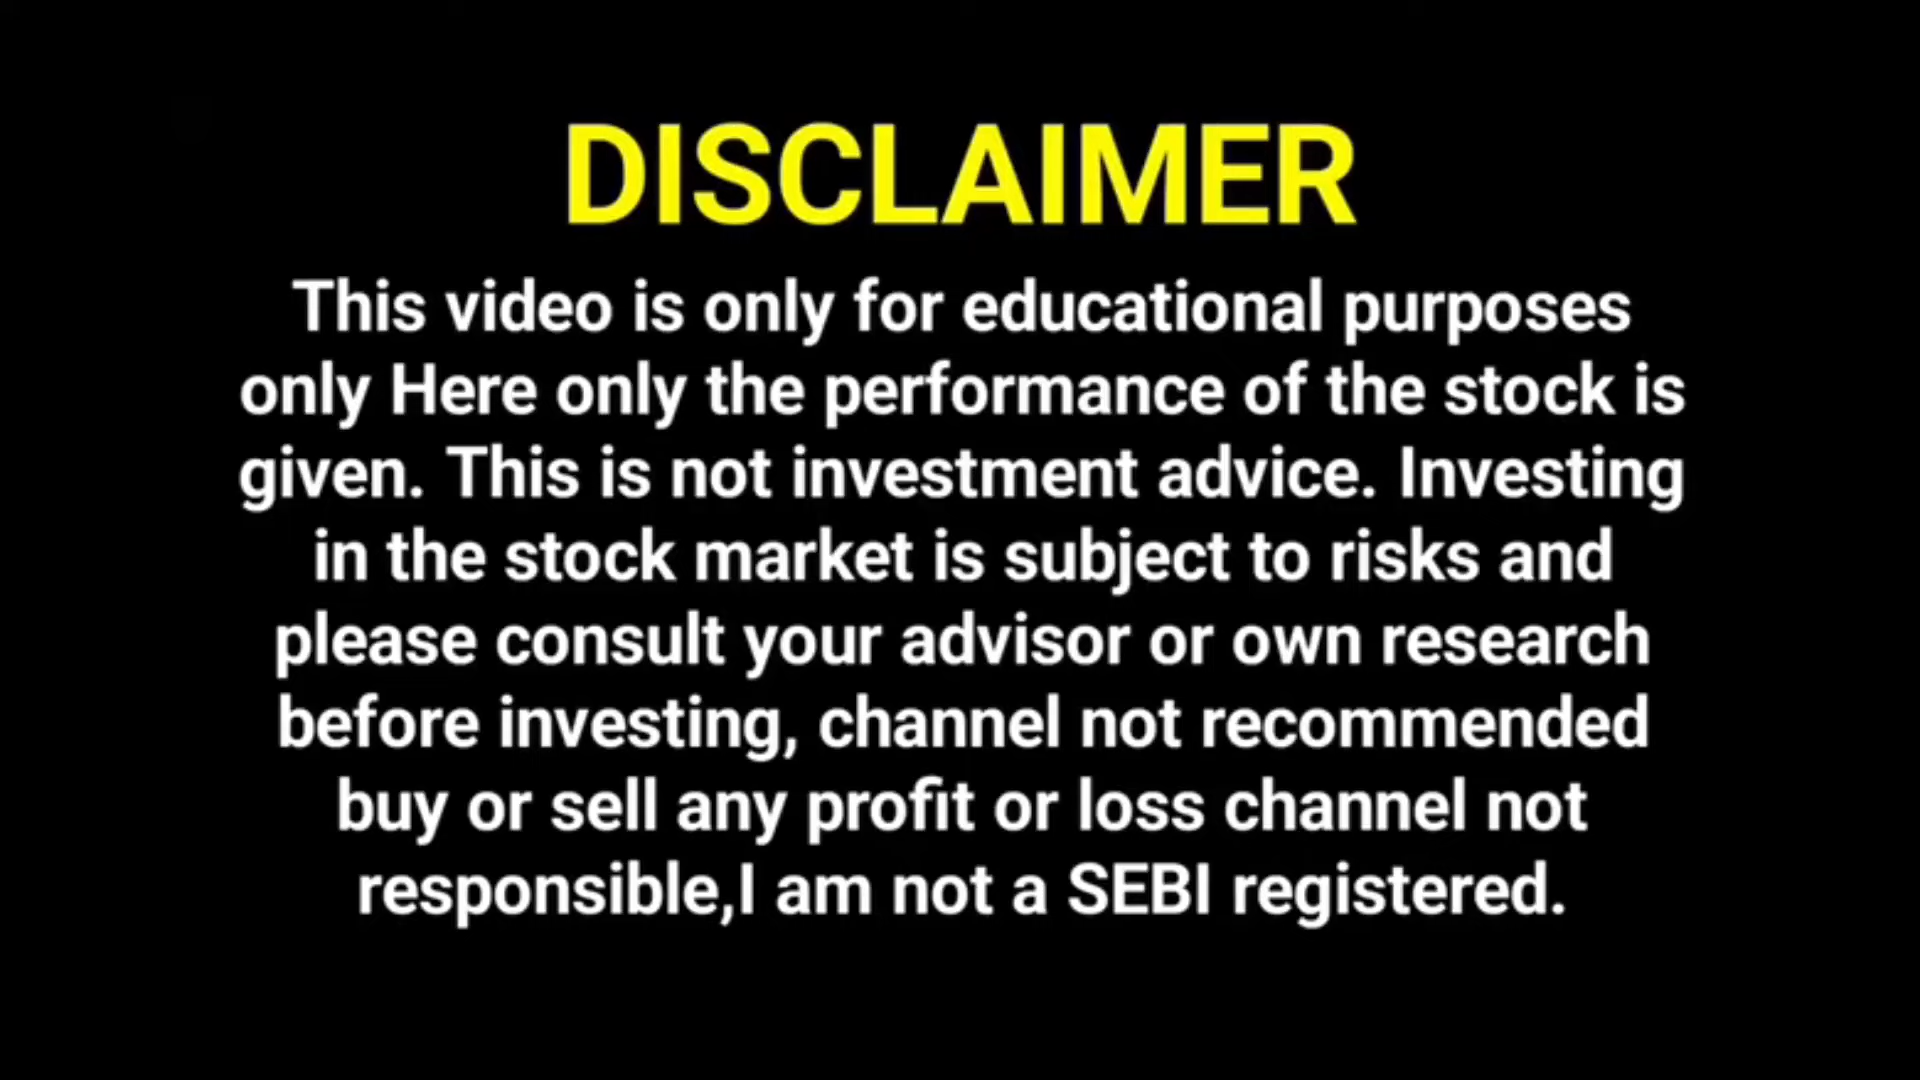 DISCLAIMER
This video is only for educational purposes
only Here only the performance of the stock is
given. This is not investment advice. Investing
in the stock market is subject to risks and
please consult your advisor or own research
before investing, channel not recommended
buy or sell any profit or loss channel not
responsible,I am not a SEBI registered.